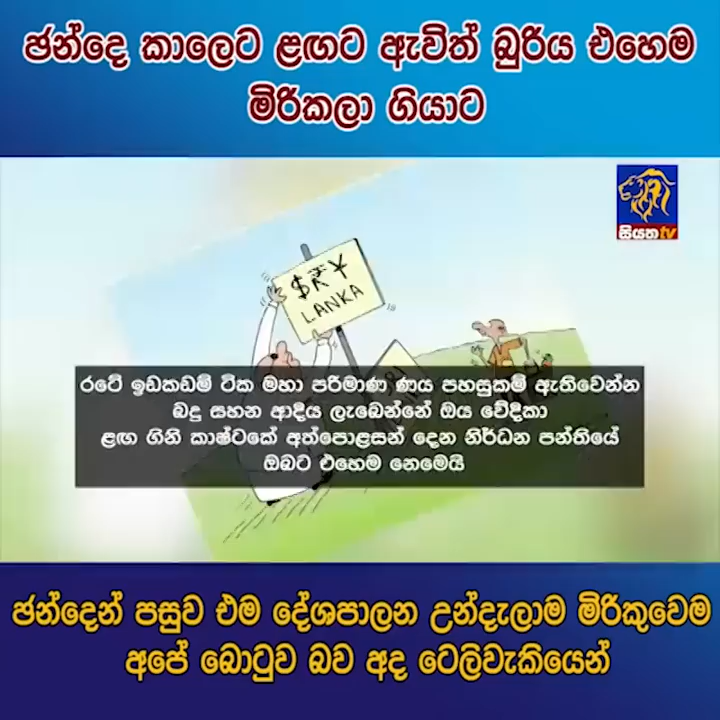 ඡන්දෙ කාලෙට ළඟට ඇවිත් බුරිය එහෙම
මිරිකලා ගියාට
සියත tv
$ ₹ ¥
LANKA
රටේ ඉඩකඩම් ටික මහා පරිමාණ ණය පහසුකම් ඇතිවෙන්න
බදු සහන ආදිය ලැබෙන්නේ ඔය වේදිකා
ළඟ ගිනි කාෂ්ටකේ අත්පොළසන් දෙන නිර්ධන පන්තියේ
ඔබට එහෙම නෙමෙයි
ඡන්දෙන් පසුව එම දේශපාලන උන්දැලාම මිරිකුවෙම
අපේ බොටුව බව අද ටෙලිවැකියෙන්